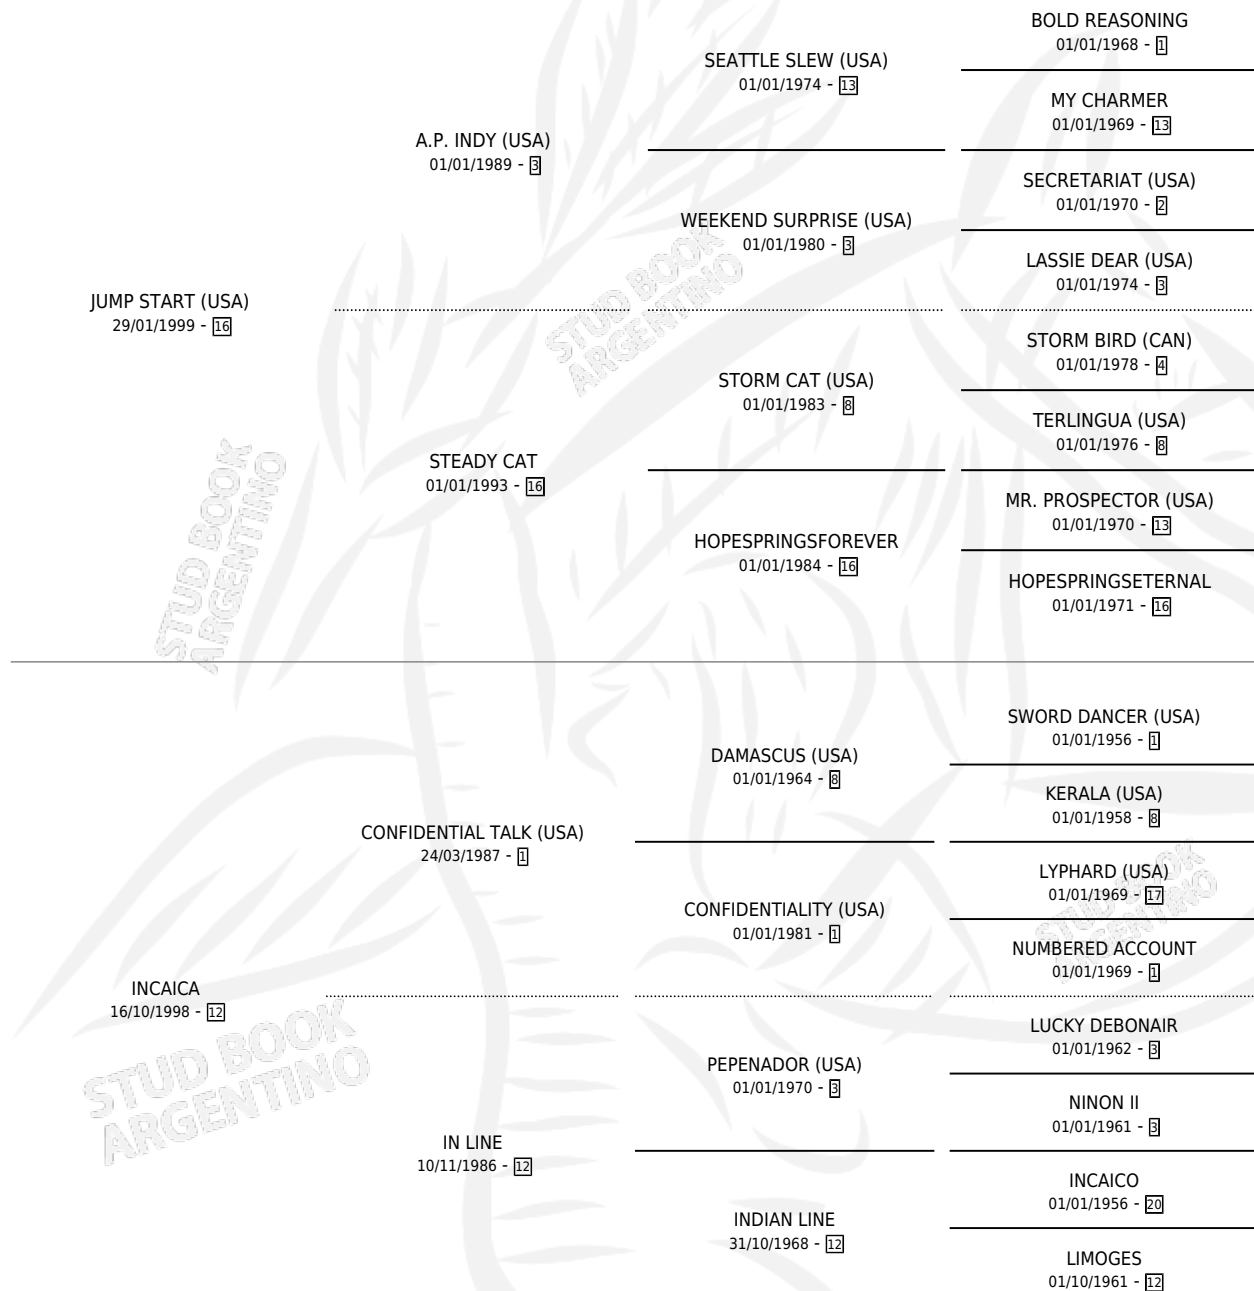 BOLD REASONING
01/01/1968 - 1
SEATTLE SLEW (USA)
01/01/1974 - 13
MY CHARMER
01/01/1969 - 13
A.P. INDY (USA)
01/01/1989 - 3
SECRETARIAT (USA)
01/01/1970 - 2
WEEKEND SURPRISE (USA)
01/01/1980 - 3
LASSIE DEAR (USA)
01/01/1974 - 3
JUMP START (USA)
29/01/1999 - 16
STORM BIRD (CAN)
01/01/1978 - 4
STORM CAT (USA)
01/01/1983 - 8
TERLINGUA (USA)
01/01/1976 - 8
STEADY CAT
01/01/1993 - 16
MR. PROSPECTOR (USA)
01/01/1970 - 13
HOPESPRINGSFOREVER
01/01/1984 - 16
HOPESPRINGSETERNAL
01/01/1971 - 16
SWORD DANCER (USA)
01/01/1956 - 1
DAMASCUS (USA)
01/01/1964 - 8
KERALA (USA)
01/01/1958 - 8
CONFIDENTIAL TALK (USA)
24/03/1987 - 1
LYPHARD (USA)
01/01/1969 - 17
CONFIDENTIALITY (USA)
01/01/1981 - 1
NUMBERED ACCOUNT
01/01/1969 - 1
INCAICA
16/10/1998 - 12
LUCKY DEBONAIR
01/01/1962 - 3
PEPENADOR (USA)
01/01/1970 - 3
NINON II
01/01/1961 - 3
IN LINE
10/11/1986 - 12
INCAICO
01/01/1956 - 20
INDIAN LINE
31/10/1968 - 12
LIMOGES
01/10/1961 - 12
STUD BOOK
ARGENTINO
STUD BOOK
ARGENTINO
STUD BOOK
ARGENTINO
STUD BOOK
ARGENTINO